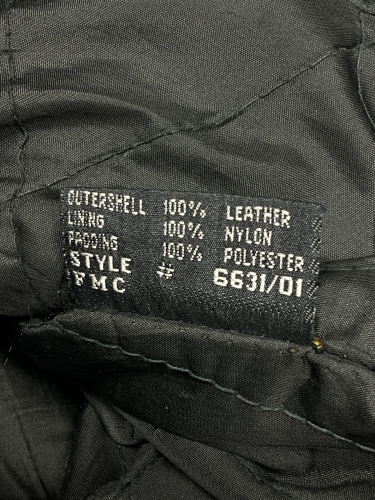 OUTERSHELL 100% LEATHER
LINING 100% NYLON
PADDING 100% POLYESTER
STYLE # 6631/01
FMC